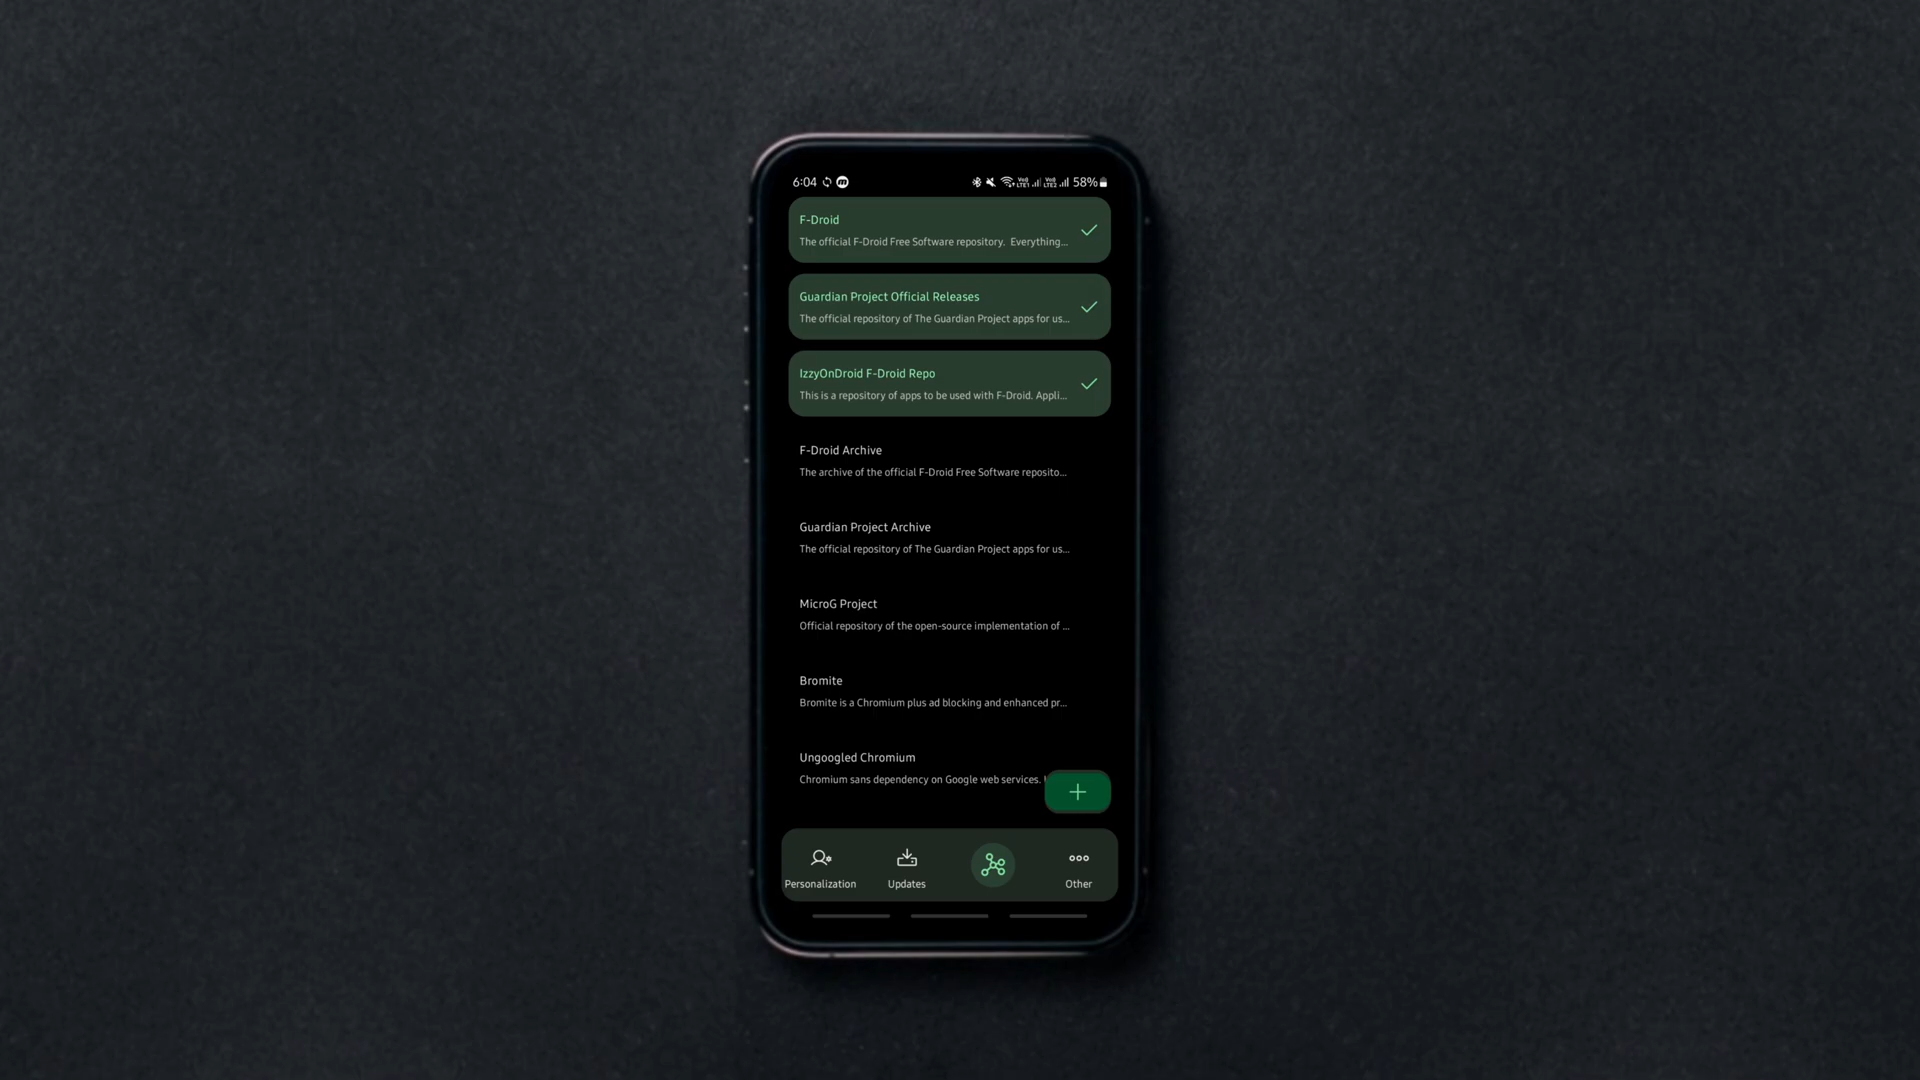 6:04 58%
F-Droid
The official F-Droid Free Software repository. Everything...
Guardian Project Official Releases
The official repository of The Guardian Project apps for us...
IzzyOnDroid F-Droid Repo
This is a repository of apps to be used with F-Droid. Appli...
F-Droid Archive
The archive of the official F-Droid Free Software reposito...
Guardian Project Archive
The official repository of The Guardian Project apps for us...
MicroG Project
Official repository of the open-source implementation of ...
Bromite
Bromite is a Chromium plus ad blocking and enhanced pr...
Ungoogled Chromium
Chromium sans dependency on Google web services.
Personalization
Updates
Other